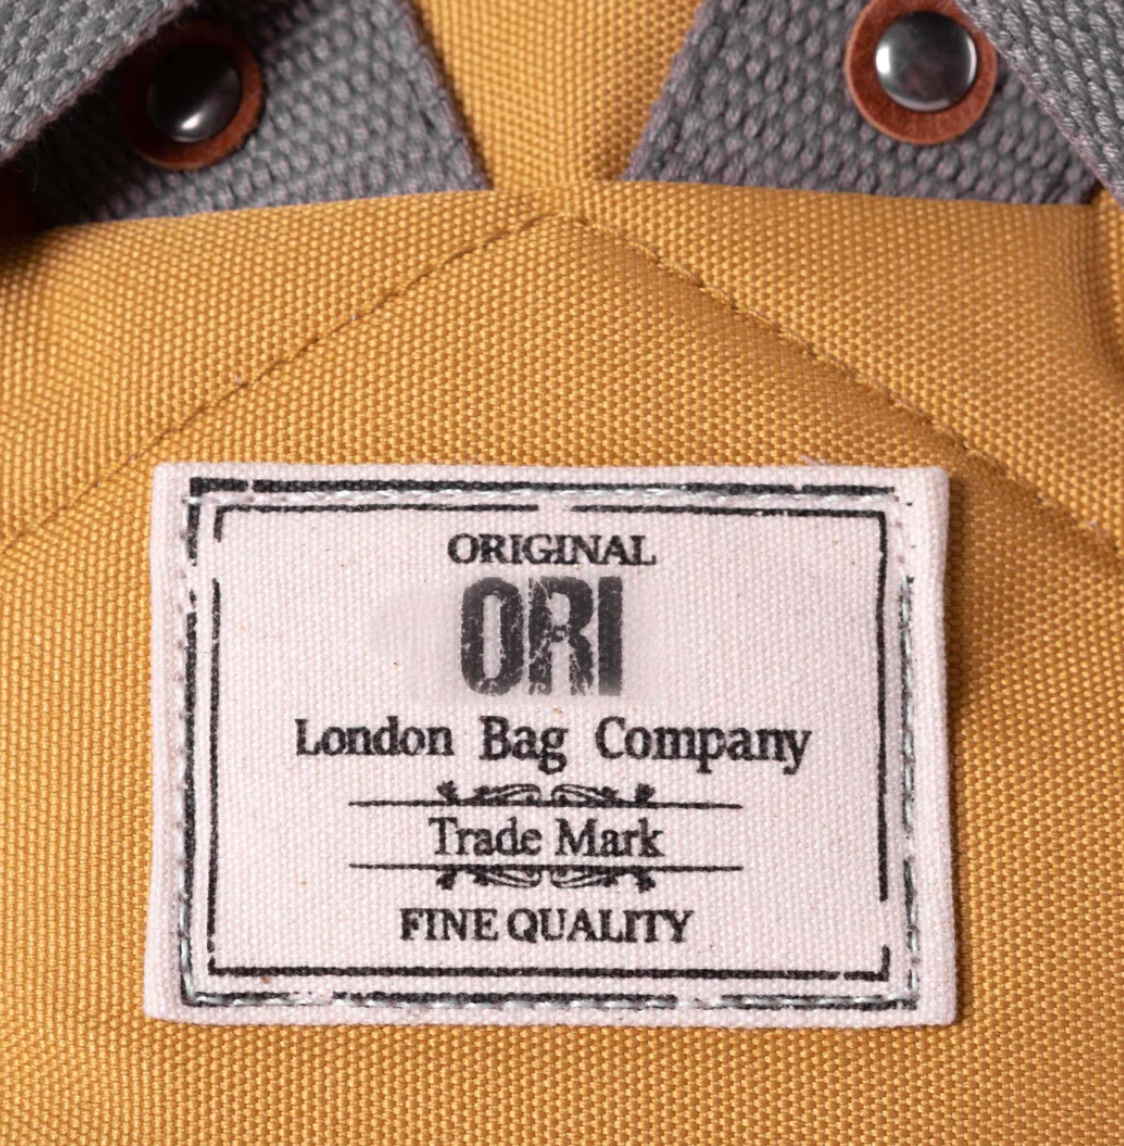 ORIGINAL
ORI
London Bag Company
Trade Mark
FINE QUALITY